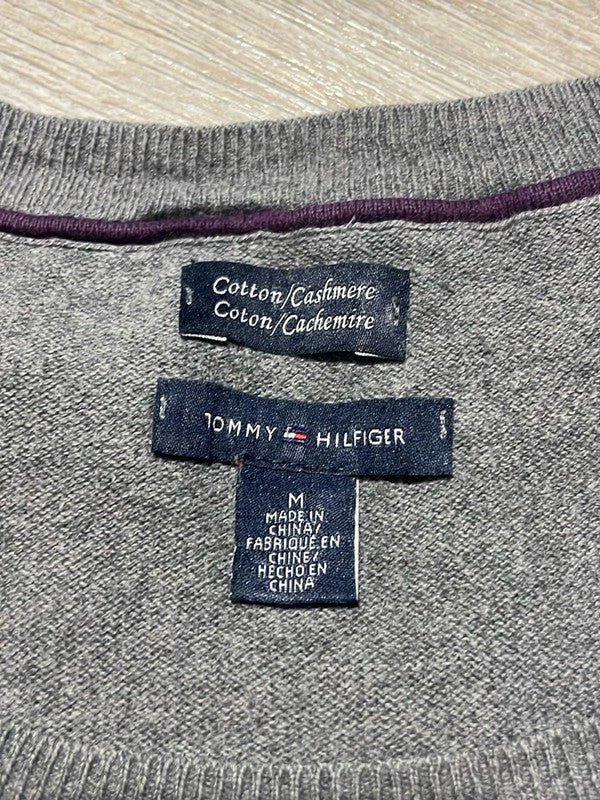 Cotton/Cashmere
Coton/Cachemire
TOMMY HILFIGER
M
MADE IN
CHINA/
FABRIQUÉ EN
CHINE/
HECHO EN
CHINA